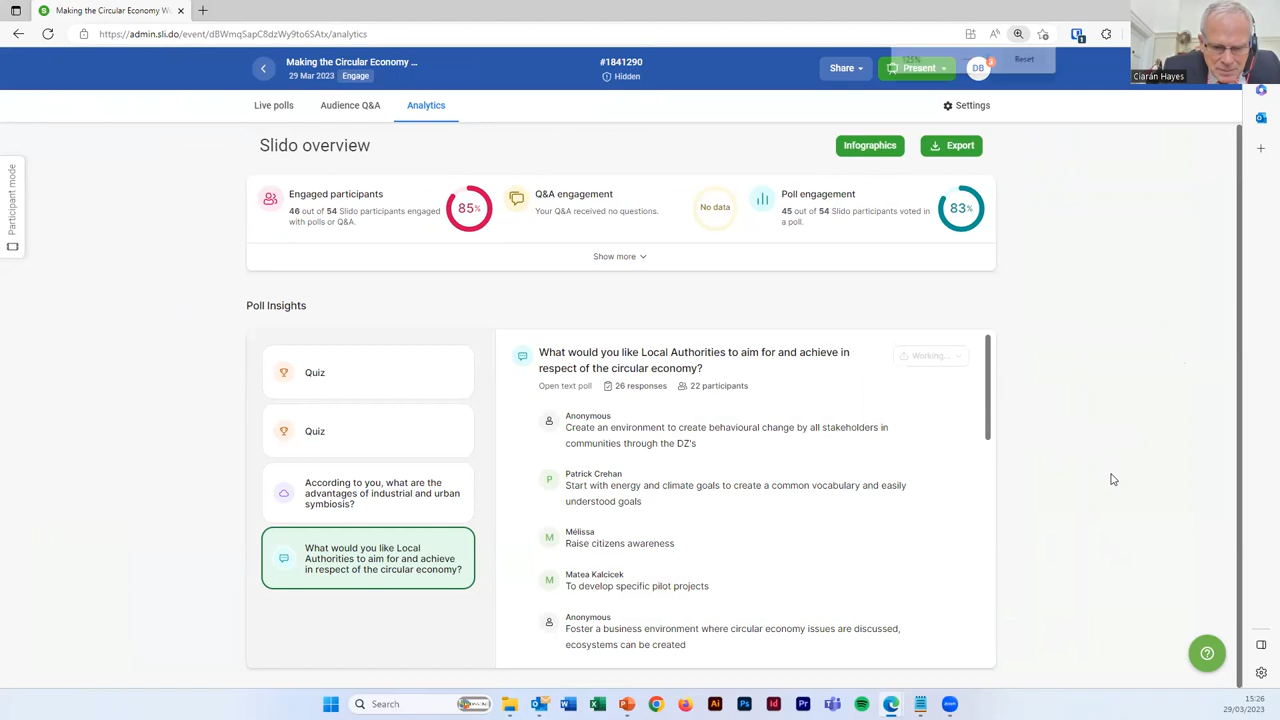 Making the Circular Economy W
https://admin.sli.do/event/dBWmqSapC8dzWy9to6SAtx/analytics
Making the Circular Economy ...
29 Mar 2023 Engage
#1841290
Hidden
Share
Present
DB
3
125%
Reset
Ciarán Hayes
Live polls
Audience Q&A
Analytics
Settings
Participant mode
Slido overview
Infographics
Export
Engaged participants
46 out of 54 Slido participants engaged
with polls or Q&A.
85%
Q&A engagement
Your Q&A received no questions.
No data
Poll engagement
45 out of 54 Slido participants voted in
a poll.
83%
Show more
Poll Insights
Quiz
Quiz
According to you, what are the
advantages of industrial and urban
symbiosis?
What would you like Local
Authorities to aim for and achieve
in respect of the circular economy?
What would you like Local Authorities to aim for and achieve in
respect of the circular economy?
Working...
Open text poll 26 responses 22 participants
Anonymous
Create an environment to create behavioural change by all stakeholders in
communities through the DZ's
P
Patrick Crehan
Start with energy and climate goals to create a common vocabulary and easily
understood goals
M
Mélissa
Raise citizens awareness
M
Matea Kalcicek
To develop specific pilot projects
Anonymous
Foster a business environment where circular economy issues are discussed,
ecosystems can be created
Search
15:26
29/03/2023